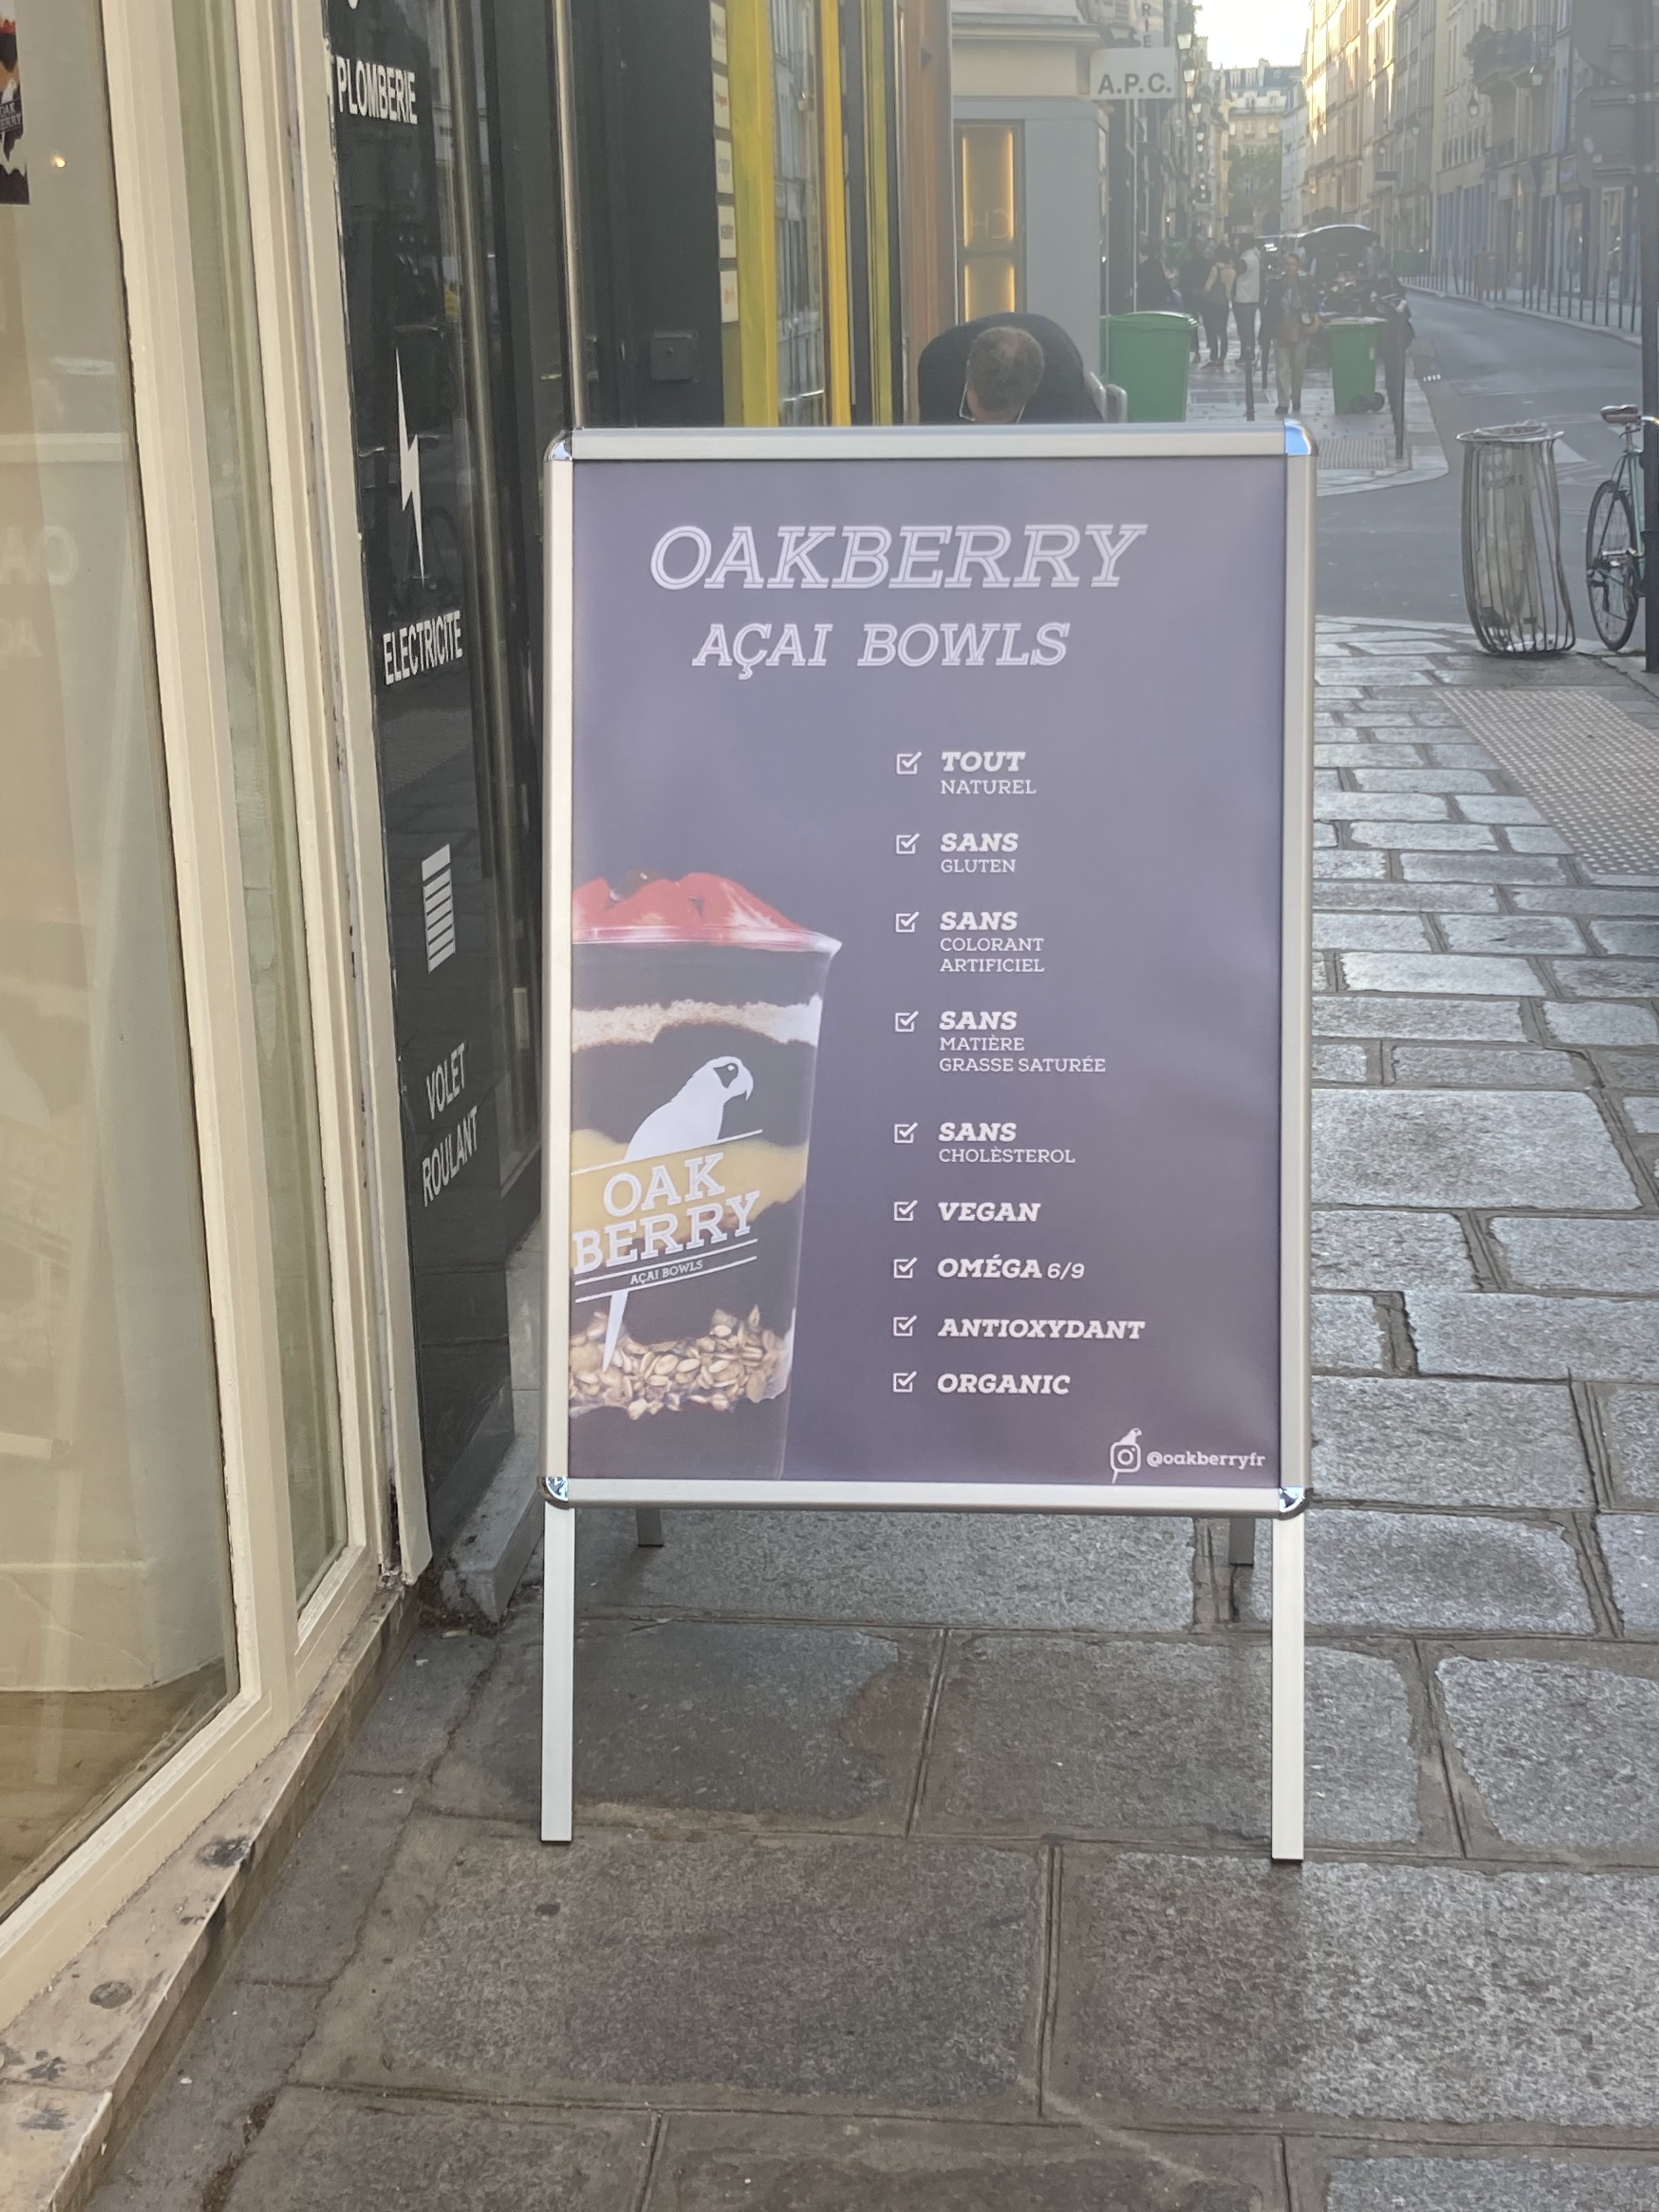 PLOMBERIE
A.P.C.
ELECTRICITE
VOLET
ROULANT
OAKBERRY
AÇAI BOWLS
TOUT
NATUREL
SANS
GLUTEN
SANS
COLORANT
ARTIFICIEL
SANS
MATIÈRE
GRASSE SATURÉE
SANS
CHOLÈSTEROL
VEGAN
OMÉGA 6/9
ANTIOXYDANT
ORGANIC
OAK
BERRY
AÇAI BOWLS
@oakberryfr